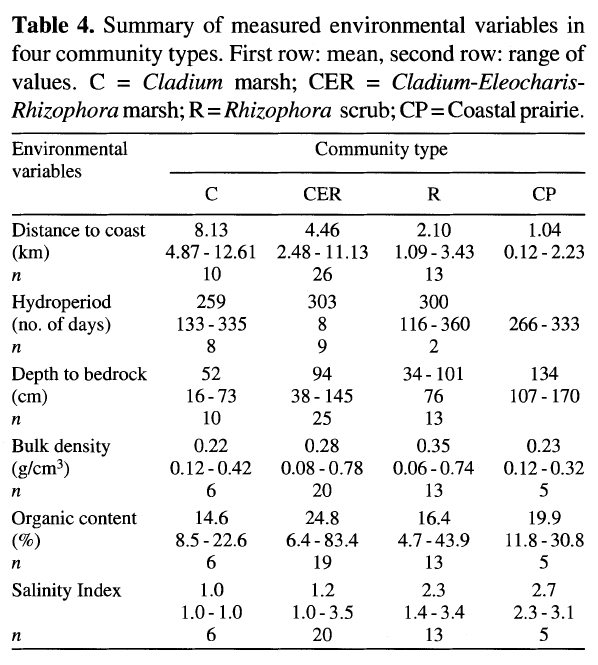 Table 4. Summary of measured environmental variables in
four community types. First row: mean, second row: range of
values. C = Cladium marsh; CER = Cladium-Eleocharis-
Rhizophora marsh; R = Rhizophora scrub; CP = Coastal prairie.
Environmental Community type
variables
C CER R CP
Distance to coast 8.13 4.46 2.10 1.04
(km) 4.87 - 12.61 2.48 - 11.13 1.09 - 3.43 0.12 - 2.23
n 10 26 13
Hydroperiod 259 303 300
(no. of days) 133 - 335 8 116 - 360 266 - 333
n 8 9 2
Depth to bedrock 52 94 34 - 101 134
(cm) 16 - 73 38 - 145 76 107 - 170
n 10 25 13
Bulk density 0.22 0.28 0.35 0.23
(g/cm³) 0.12 - 0.42 0.08 - 0.78 0.06 - 0.74 0.12 - 0.32
n 6 20 13 5
Organic content 14.6 24.8 16.4 19.9
(%) 8.5 - 22.6 6.4 - 83.4 4.7 - 43.9 11.8 - 30.8
n 6 19 13 5
Salinity Index 1.0 1.2 2.3 2.7
1.0 - 1.0 1.0 - 3.5 1.4 - 3.4 2.3 - 3.1
n 6 20 13 5